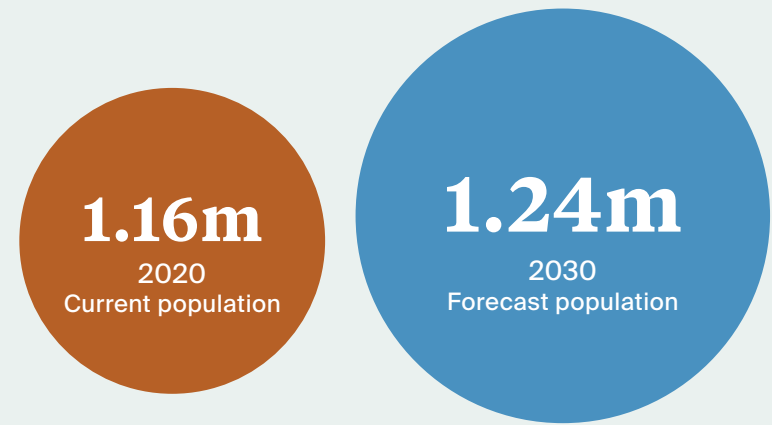 1.16m
2020
Current population
1.24m
2030
Forecast population